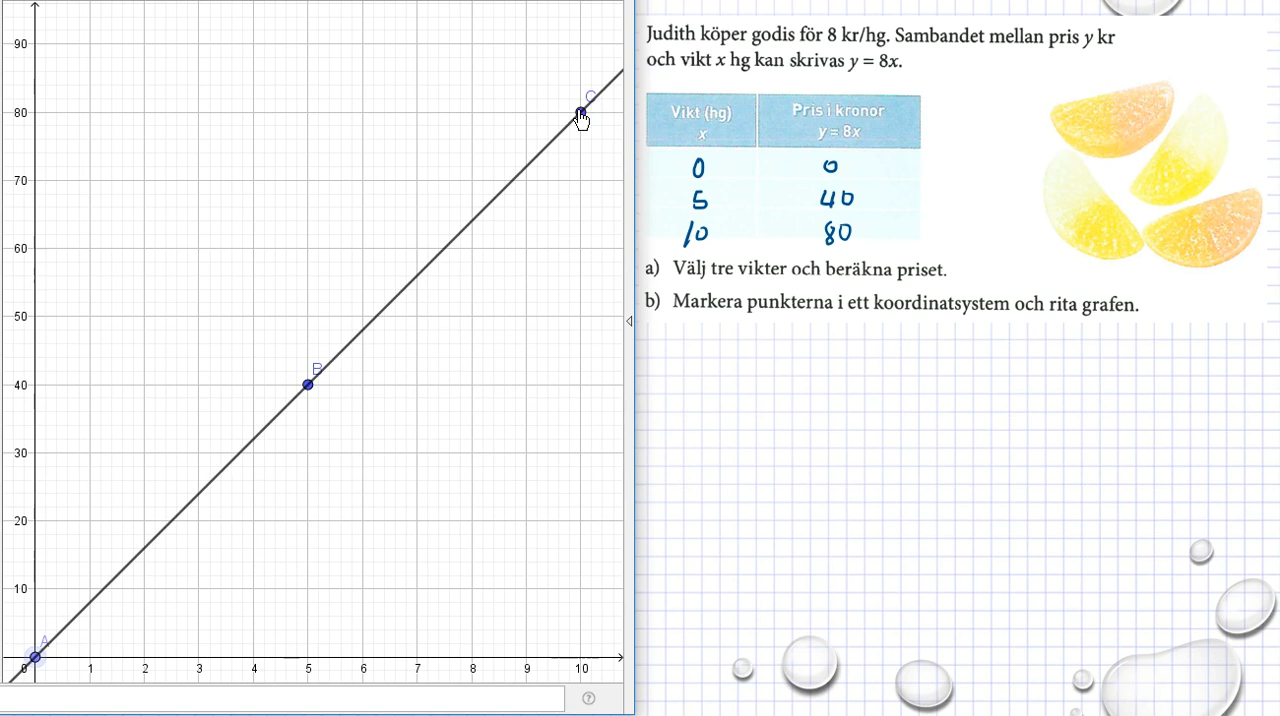 90
80
70
60
50
40
30
20
10
0 1 2 3 4 5 6 7 8 9 10
A
B
C
?
Judith köper godis för 8 kr/hg. Sambandet mellan pris y kr
och vikt x hg kan skrivas y = 8x.
Vikt (hg) Pris i kronor
x y = 8x
0 0
5 40
10 80
a) Välj tre vikter och beräkna priset.
b) Markera punkterna i ett koordinatsystem och rita grafen.